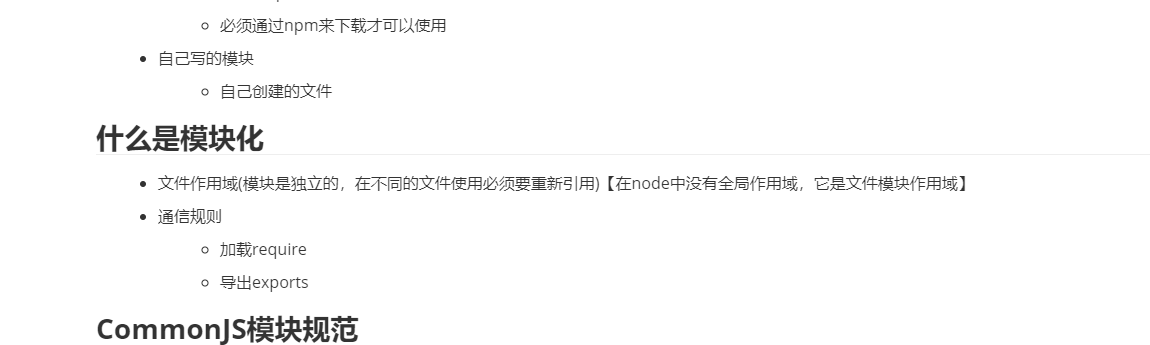 必须通过npm来下载才可以使用
自己写的模块
自己创建的文件
什么是模块化
文件作用域(模块是独立的，在不同的文件使用必须要重新引用)【在node中没有全局作用域，它是文件模块作用域】
通信规则
加载require
导出exports
CommonJS模块规范